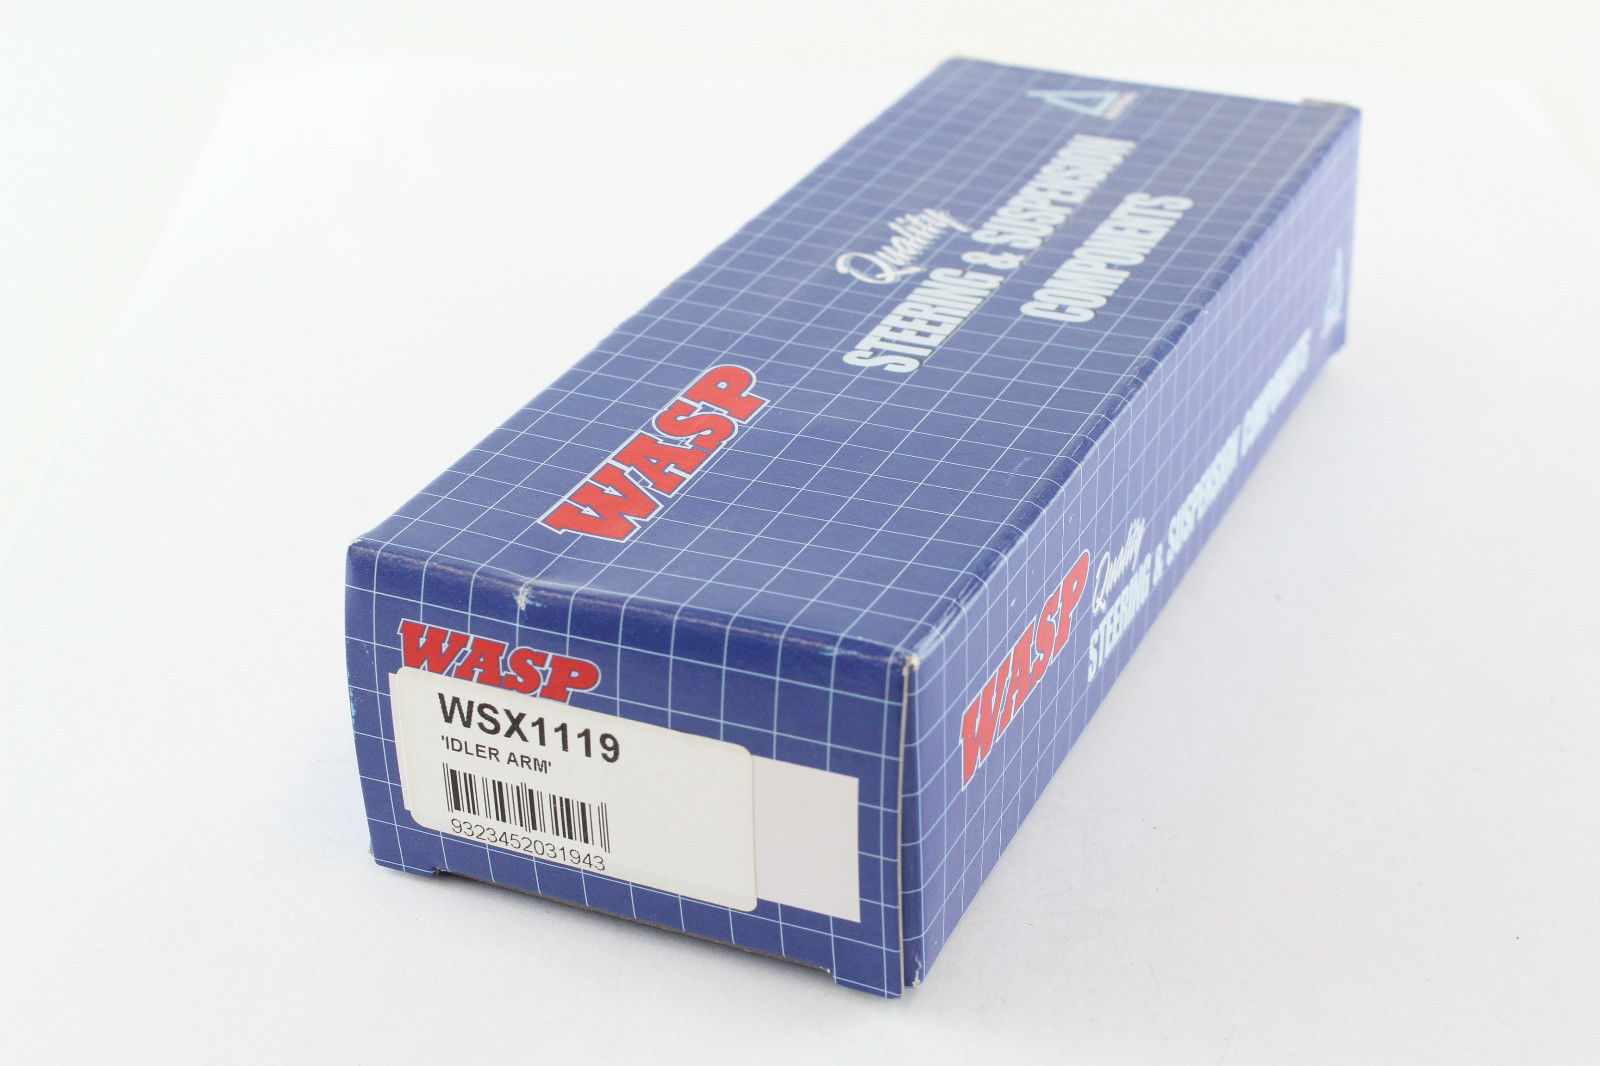 Quality
STEERING & SUSPENSION
COMPONENTS
WASP
WASP
WSX1119
'IDLER ARM'
9323452031943
WASP
Quality
STEERING & SUSPENSION COMPONENTS